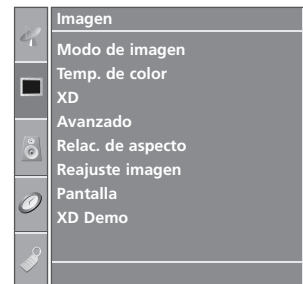 Imagen
Modo de imagen
Temp. de color
XD
Avanzado
Relac. de aspecto
Reajuste imagen
Pantalla
XD Demo